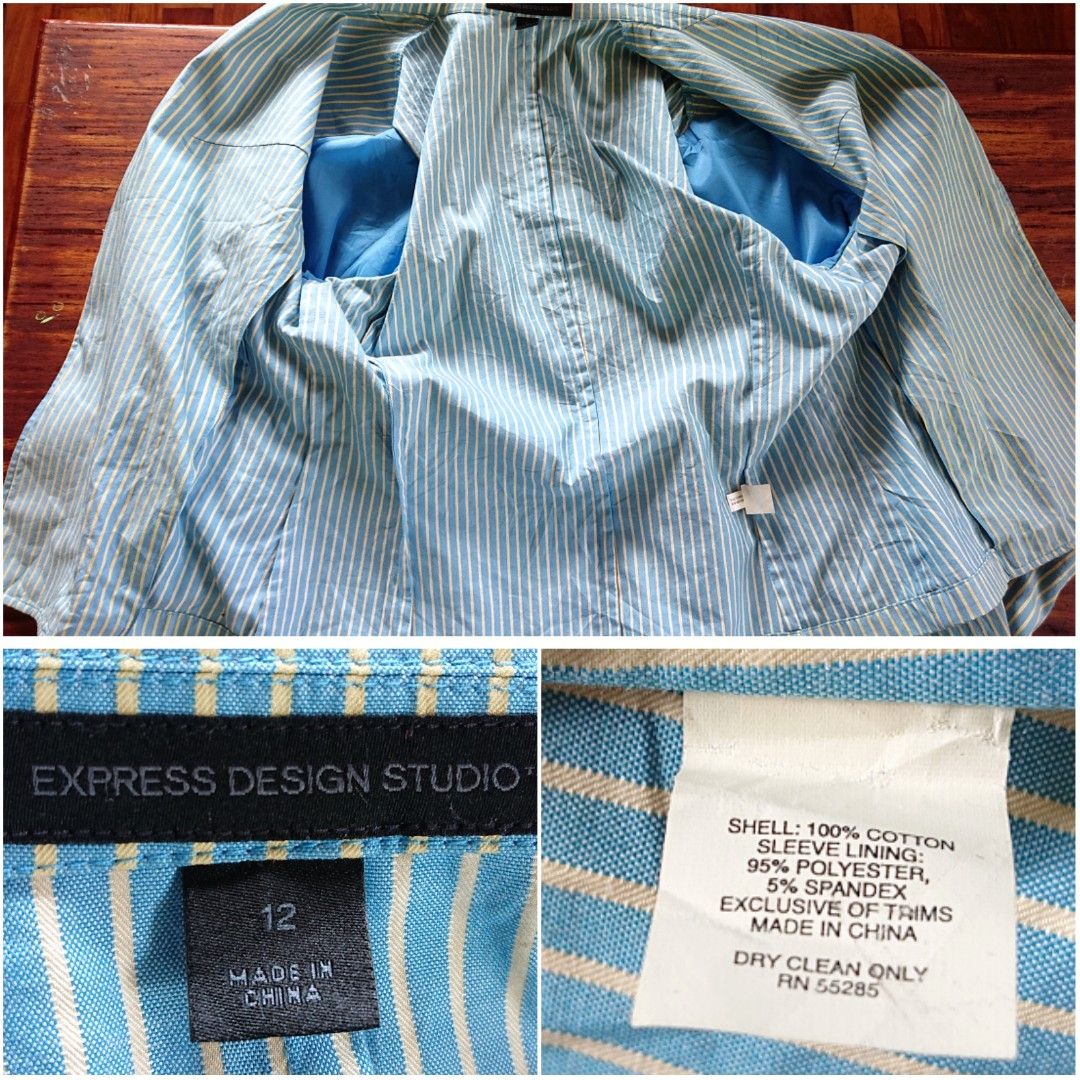 EXPRESS DESIGN STUDIO
12
MADE IN
CHINA
SHELL: 100% COTTON
SLEEVE LINING:
95% POLYESTER,
5% SPANDEX
EXCLUSIVE OF TRIMS
MADE IN CHINA
DRY CLEAN ONLY
RN 55285